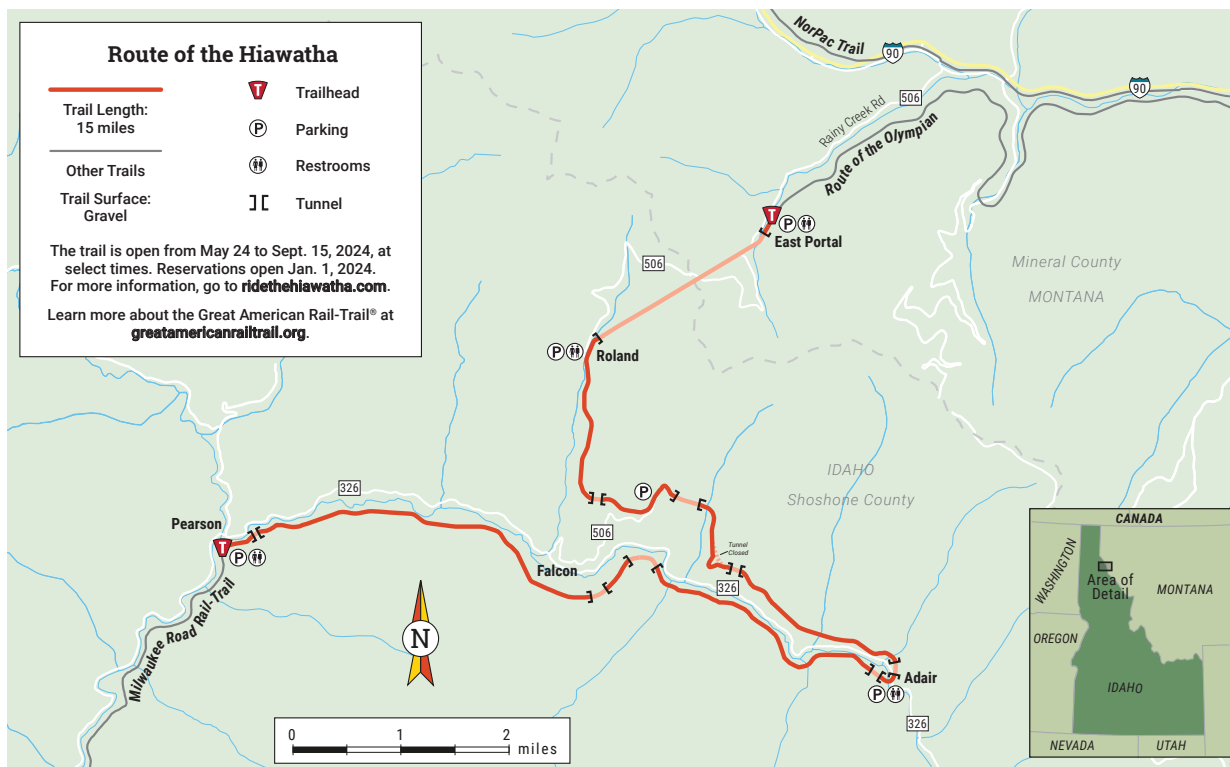 Route of the Hiawatha
Trail Length:
15 miles
Other Trails
Trail Surface:
Gravel
T
Trailhead
P
Parking
Restrooms
Tunnel
The trail is open from May 24 to Sept. 15, 2024, at
select times. Reservations open Jan. 1, 2024.
For more information, go to ridethehiawatha.com.
Learn more about the Great American Rail-Trail® at
greatamericanrailtrail.org.
NorPac Trail
90
90
506
Rainy Creek Rd
Route of the Olympian
T
P
East Portal
506
Mineral County
MONTANA
P
Roland
IDAHO
Shoshone County
326
P
Pearson
506
T
P
Tunnel
Closed
Falcon
326
Milwaukee Road Rail-Trail
N
Adair
P
326
0
1
2
miles
CANADA
WASHINGTON
Area of
Detail
MONTANA
OREGON
IDAHO
NEVADA
UTAH